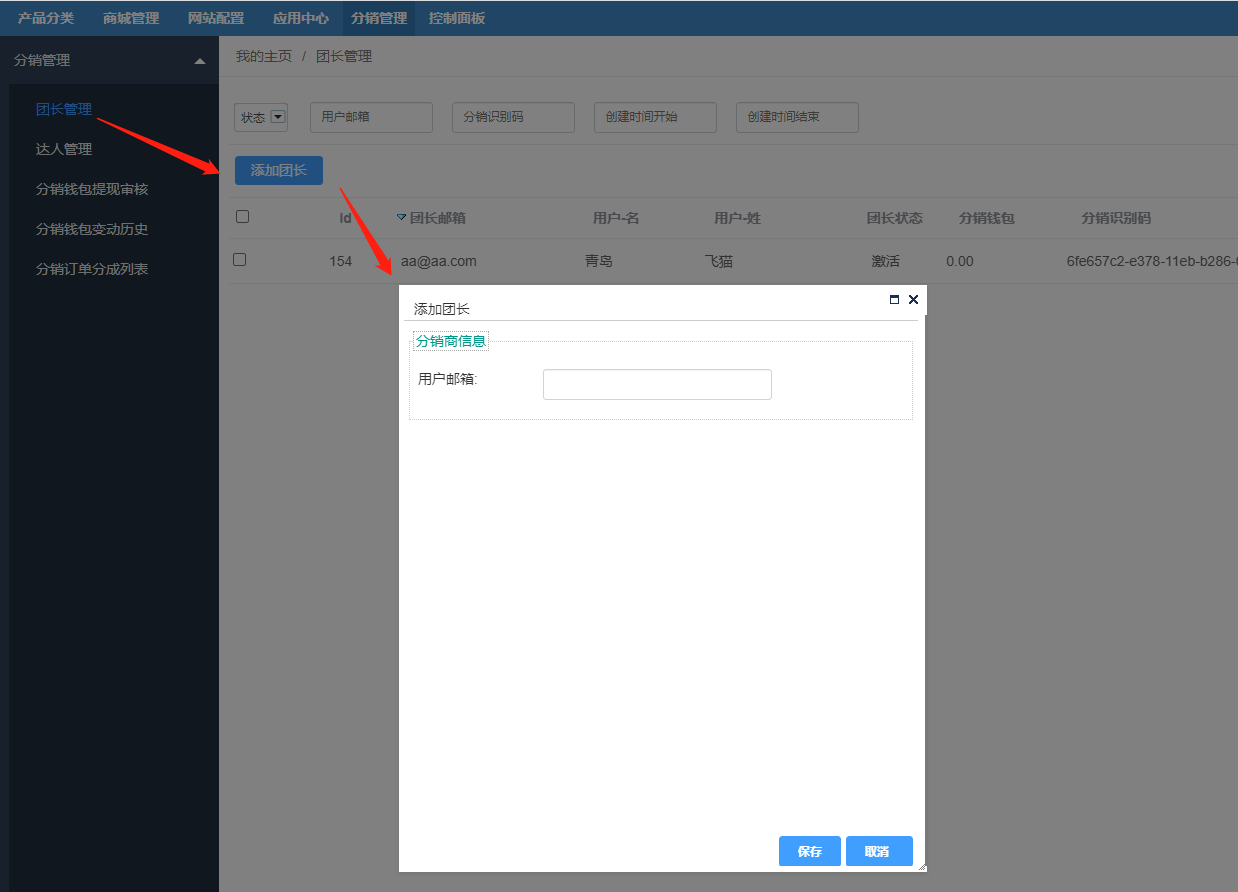 产品分类 商城管理 网站配置 应用中心 分销管理 控制面板
分销管理
我的主页 / 团长管理
团长管理
达人管理
分销钱包提现审核
分销钱包变动历史
分销订单分成列表
状态 用户邮箱 分销识别码 创建时间开始 创建时间结束
添加团长
Id 团长邮箱 用户-名 用户-姓 团长状态 分销钱包 分销识别码
154 aa@aa.com 青岛 飞猫 激活 0.00 6fe657c2-e378-11eb-b286-
添加团长
分销商信息
用户邮箱:
保存 取消